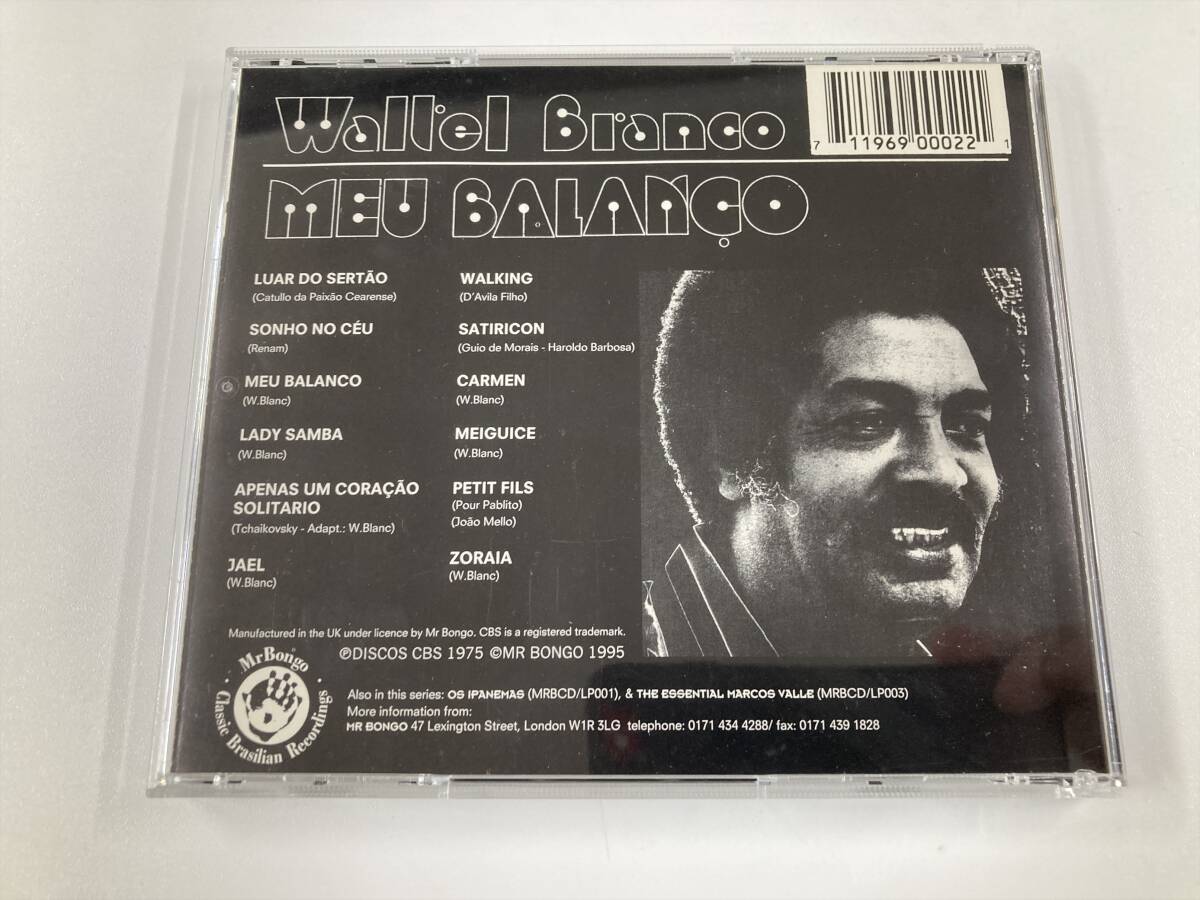 Waltel Branco
MEU BALANÇO
7 11969 00022 1
LUAR DO SERTÃO
(Catullo da Paixão Cearense)
SONHO NO CÉU
(Renam)
MEU BALANCO
(W.Blanc)
LADY SAMBA
(W.Blanc)
APENAS UM CORAÇÃO
SOLITARIO
(Tchaikovsky - Adapt.: W.Blanc)
JAEL
(W.Blanc)
WALKING
(D'Avila Filho)
SATIRICON
(Guio de Morais - Haroldo Barbosa)
CARMEN
(W.Blanc)
MEIGUICE
(W.Blanc)
PETIT FILS
(Pour Pablito)
(João Mello)
ZORAIA
(W.Blanc)
Manufactured in the UK under licence by Mr Bongo. CBS is a registered trademark.
℗DISCOS CBS 1975 ©MR BONGO 1995
MrBongo
Classic Brasilian Recordings
Also in this series: OS IPANEMAS (MRBCD/LP001), & THE ESSENTIAL MARCOS VALLE (MRBCD/LP003)
More information from:
MR BONGO 47 Lexington Street, London W1R 3LG telephone: 0171 434 4288/ fax: 0171 439 1828